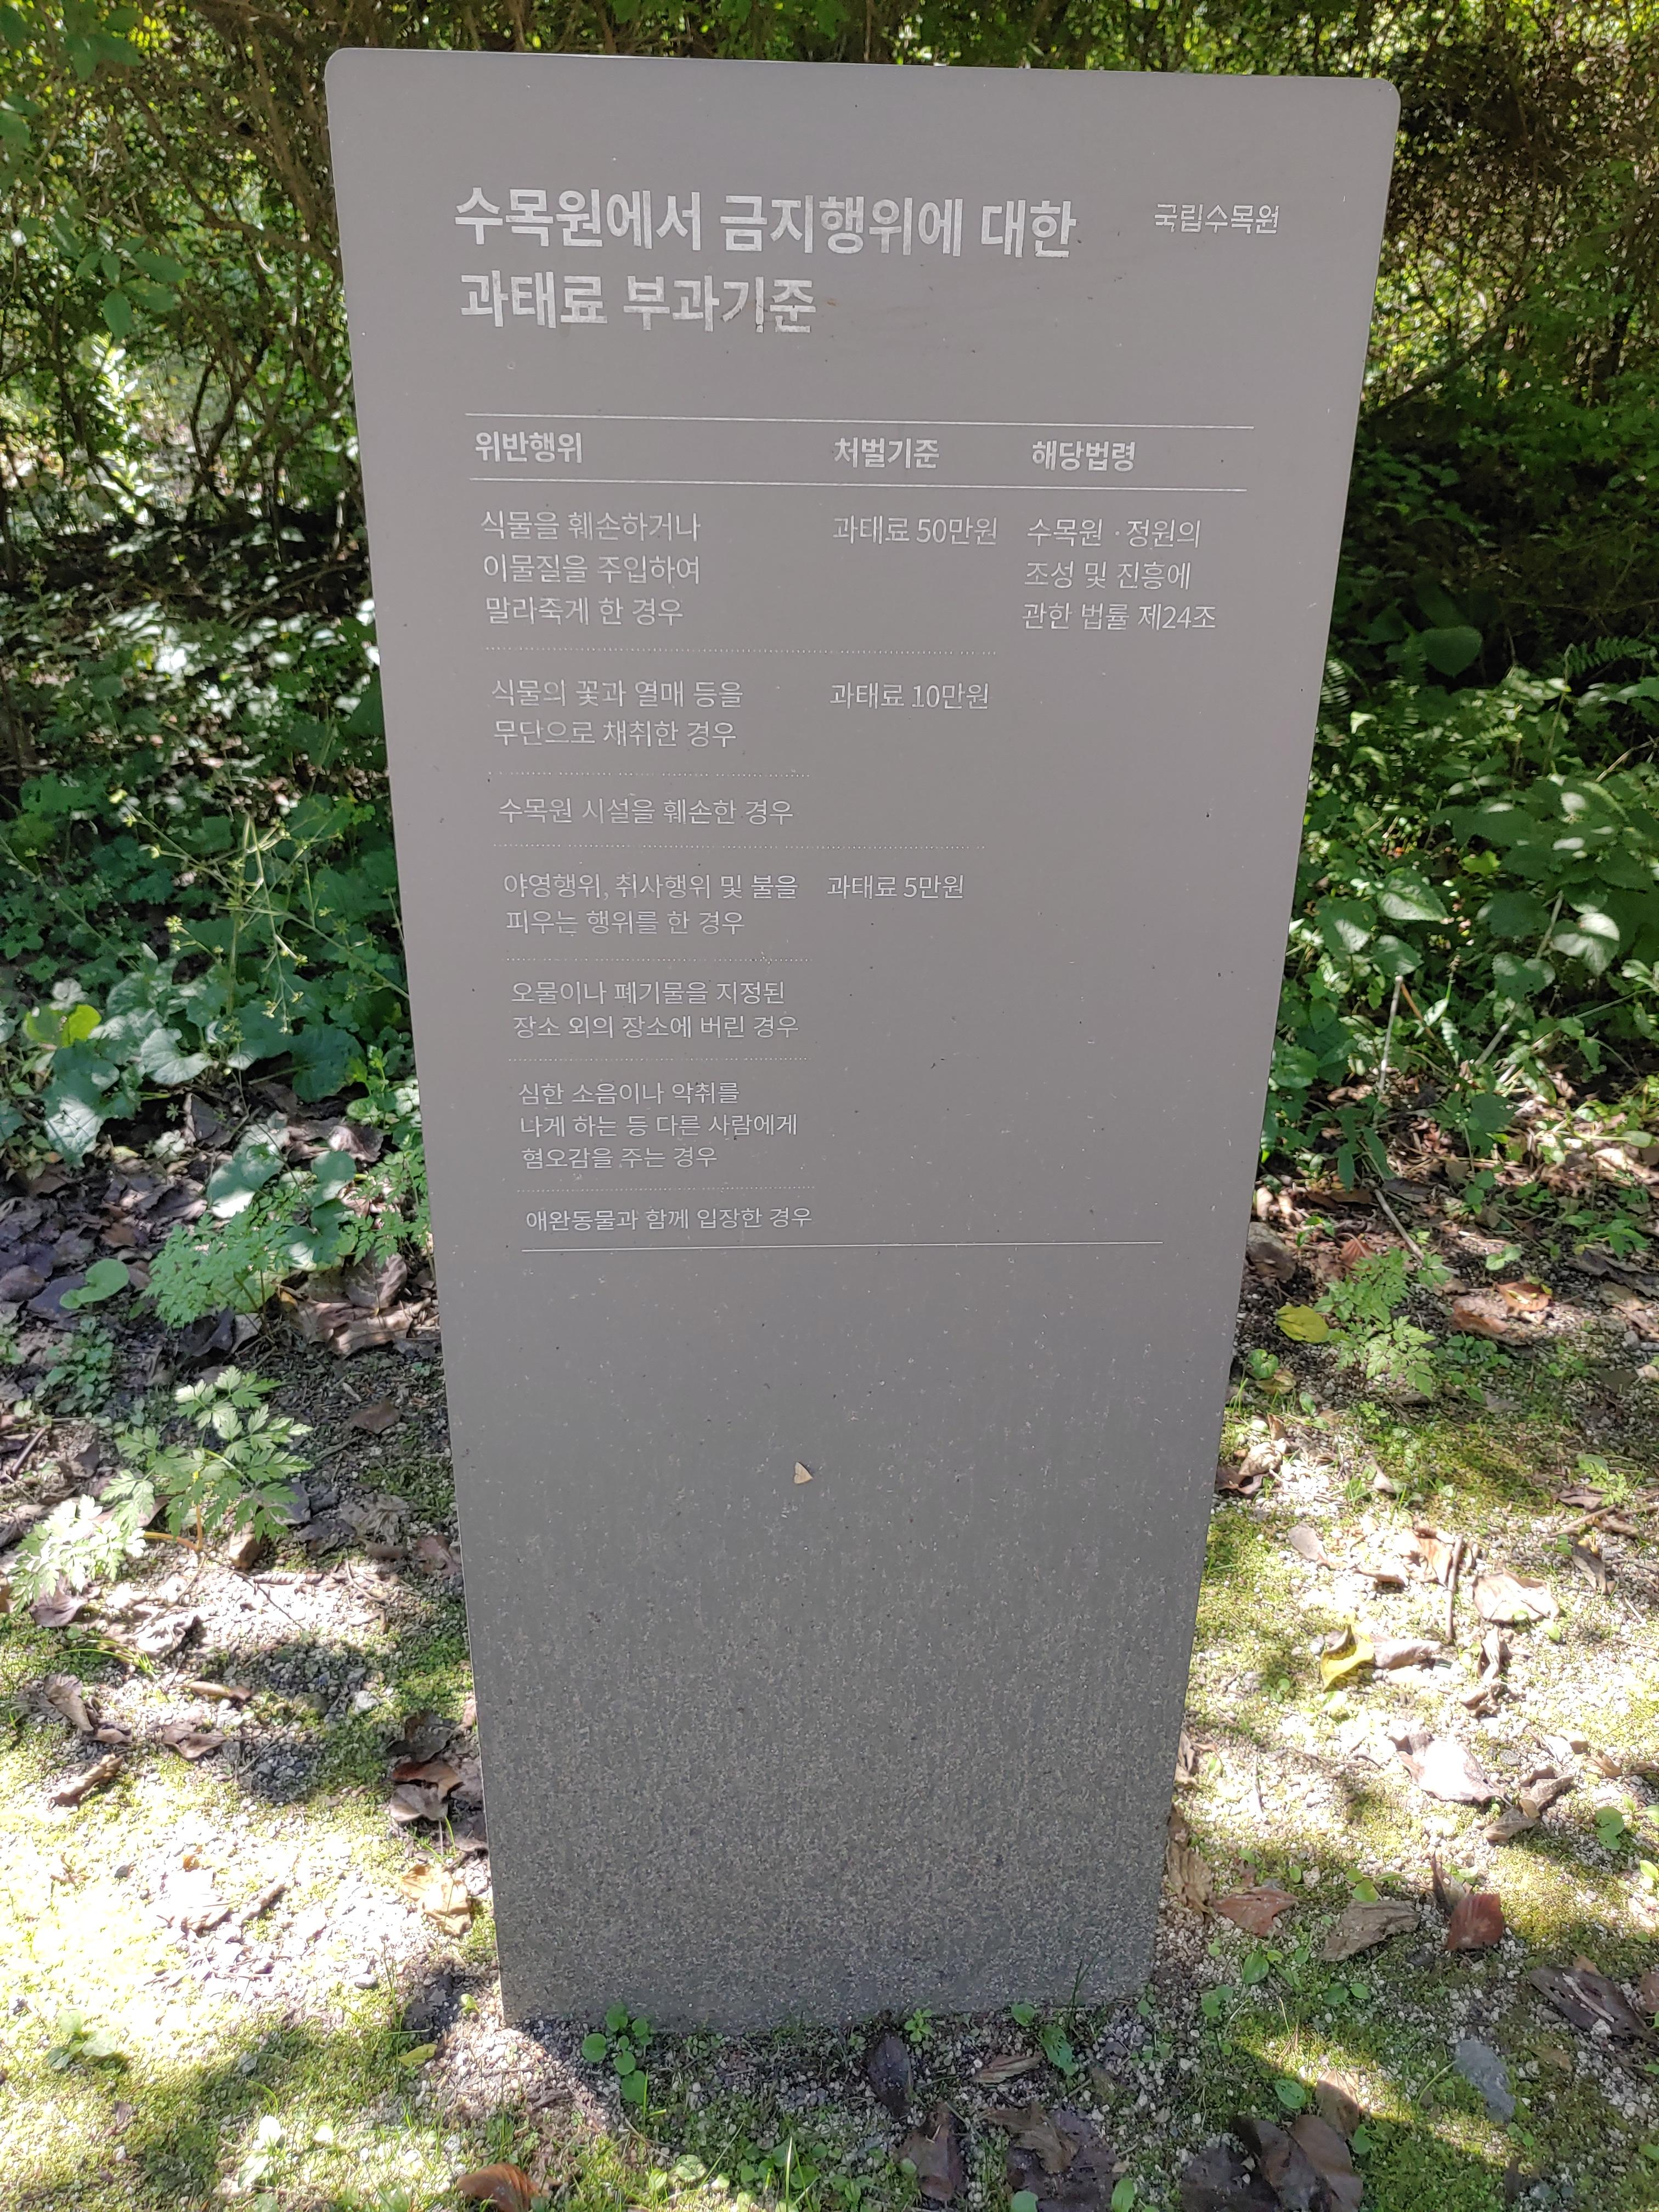 수목원에서 금지행위에 대한
과태료 부과기준
국립수목원
위반행위 처벌기준 해당법령
식물을 훼손하거나 과태료 50만원 수목원·정원의
이물질을 주입하여 조성 및 진흥에
말라죽게 한 경우 관한 법률 제24조
식물의 꽃과 열매 등을 과태료 10만원
무단으로 채취한 경우
수목원 시설을 훼손한 경우
야영행위, 취사행위 및 불을 과태료 5만원
피우는 행위를 한 경우
오물이나 폐기물을 지정된
장소 외의 장소에 버린 경우
심한 소음이나 악취를
나게 하는 등 다른 사람에게
혐오감을 주는 경우
애완동물과 함께 입장한 경우